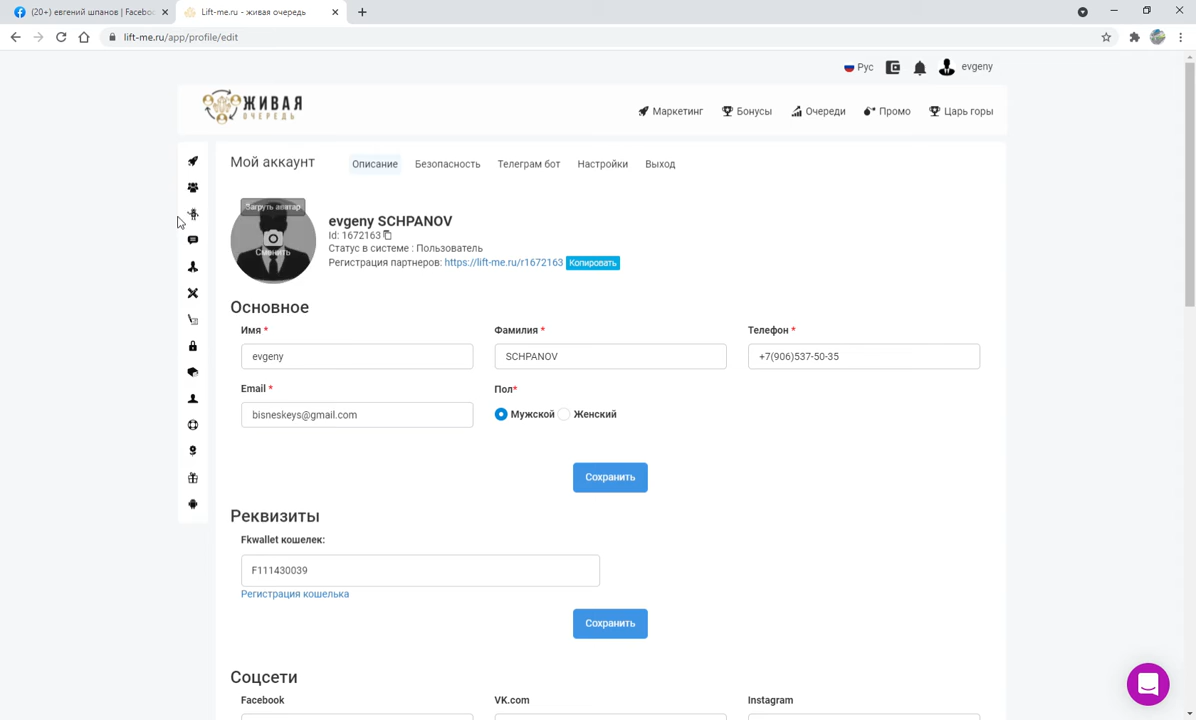 (20+) евгений шпанов | Facebo
Lift-me.ru - живая очередь
lift-me.ru/app/profile/edit
Рус
evgeny
ЖИВАЯ
ОЧЕРЕДЬ
Маркетинг
Бонусы
Очереди
Промо
Царь горы
Мой аккаунт
Описание
Безопасность
Телеграм бот
Настройки
Выход
Загруть аватар
Сменить
evgeny SCHPANOV
Id: 1672163
Статус в системе : Пользователь
Регистрация партнеров: https://lift-me.ru/r1672163 Копировать
Основное
Имя * Фамилия * Телефон *
evgeny SCHPANOV +7(906)537-50-35
Email * Пол*
bisneskeys@gmail.com Мужской Женский
Сохранить
Реквизиты
Fkwallet кошелек:
F111430039
Регистрация кошелька
Сохранить
Соцсети
Facebook VK.com Instagram